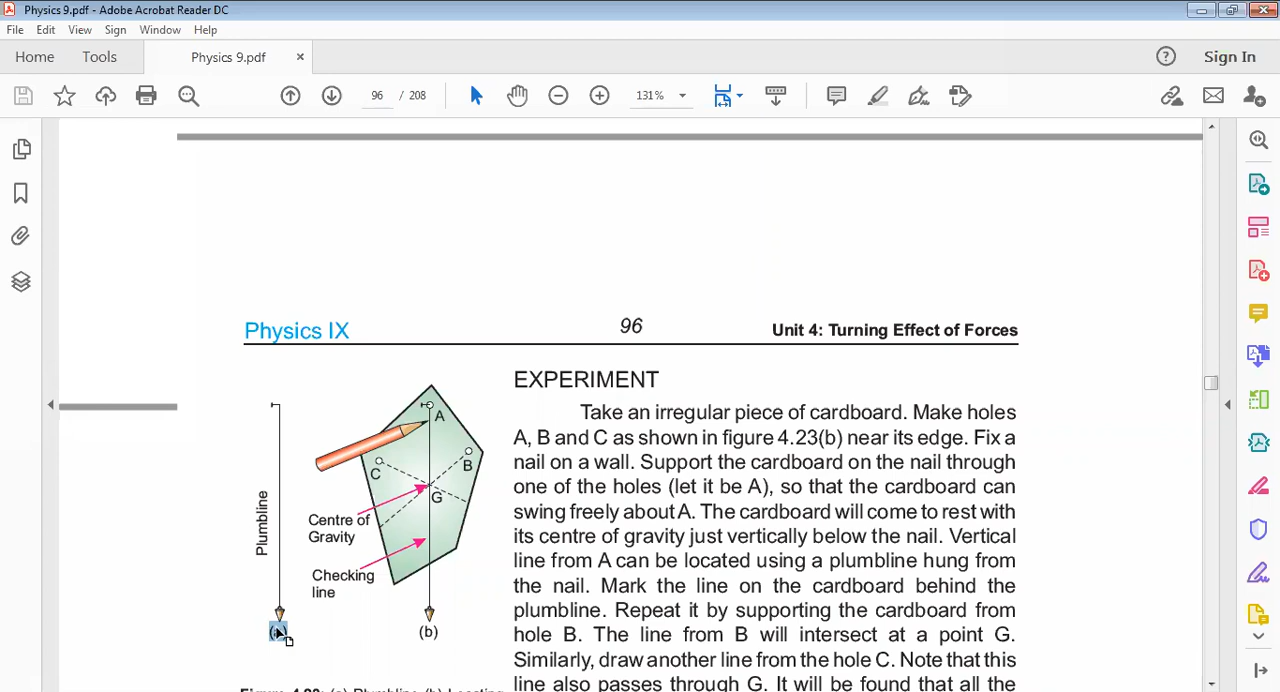 Physics 9.pdf - Adobe Acrobat Reader DC
File Edit View Sign Window Help
Home Tools Physics 9.pdf × Sign In
96 / 208 131%
Physics IX 96 Unit 4: Turning Effect of Forces
EXPERIMENT
Take an irregular piece of cardboard. Make holes
A, B and C as shown in figure 4.23(b) near its edge. Fix a
nail on a wall. Support the cardboard on the nail through
one of the holes (let it be A), so that the cardboard can
swing freely about A. The cardboard will come to rest with
its centre of gravity just vertically below the nail. Vertical
line from A can be located using a plumbline hung from
the nail. Mark the line on the cardboard behind the
plumbline. Repeat it by supporting the cardboard from
hole B. The line from B will intersect at a point G.
Similarly, draw another line from the hole C. Note that this
line also passes through G. It will be found that all the
A
B
C
G
Plumbline
Centre of
Gravity
Checking
line
(b)
(a) Plumbline (b) Locating